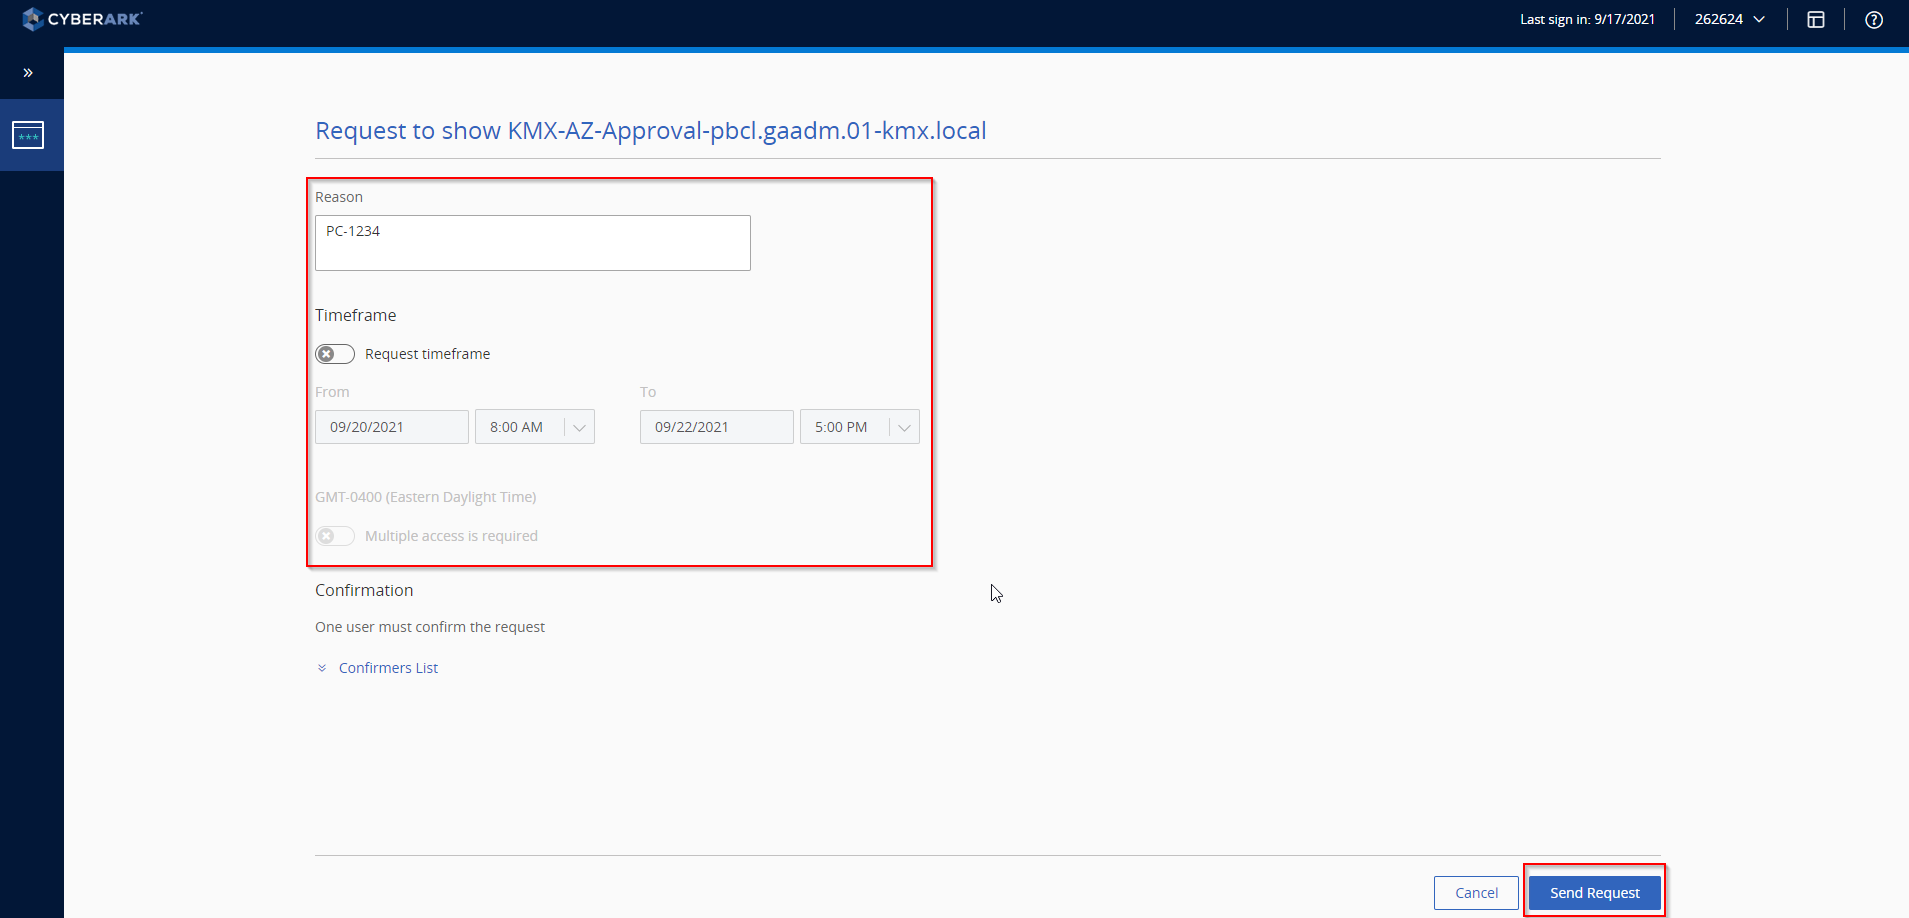 CYBERARK
Last sign in: 9/17/2021
262624
Request to show KMX-AZ-Approval-pbcl.gaadm.01-kmx.local
Reason
PC-1234
Timeframe
Request timeframe
From
To
09/20/2021
8:00 AM
09/22/2021
5:00 PM
GMT-0400 (Eastern Daylight Time)
Multiple access is required
Confirmation
One user must confirm the request
Confirmers List
Cancel
Send Request